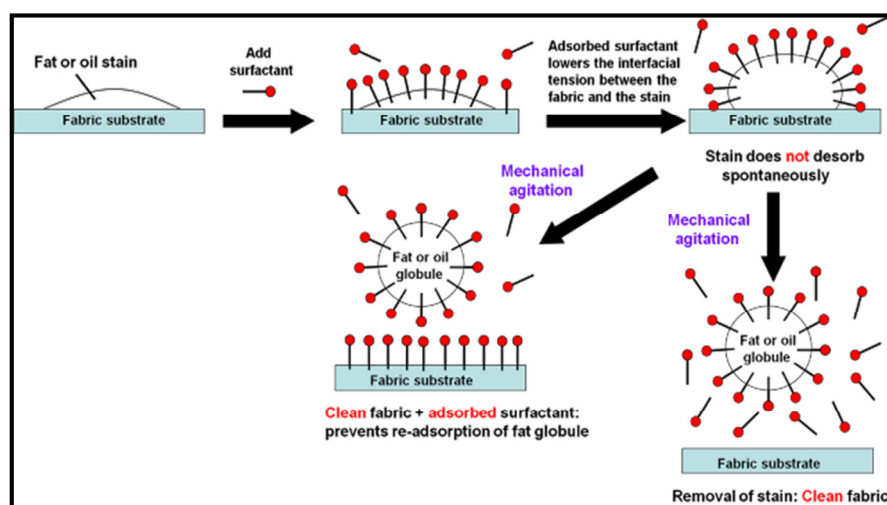 Fat or oil stain
Fabric substrate
Add
surfactant
Fabric substrate
Adsorbed surfactant
lowers the interfacial
tension between the
fabric and the stain
Fabric substrate
Stain does not desorb
spontaneously
Mechanical
agitation
Mechanical
agitation
Fat or oil
globule
Fabric substrate
Clean fabric + adsorbed surfactant:
prevents re-adsorption of fat globule
Fat or oil
globule
Fabric substrate
Removal of stain: Clean fabric